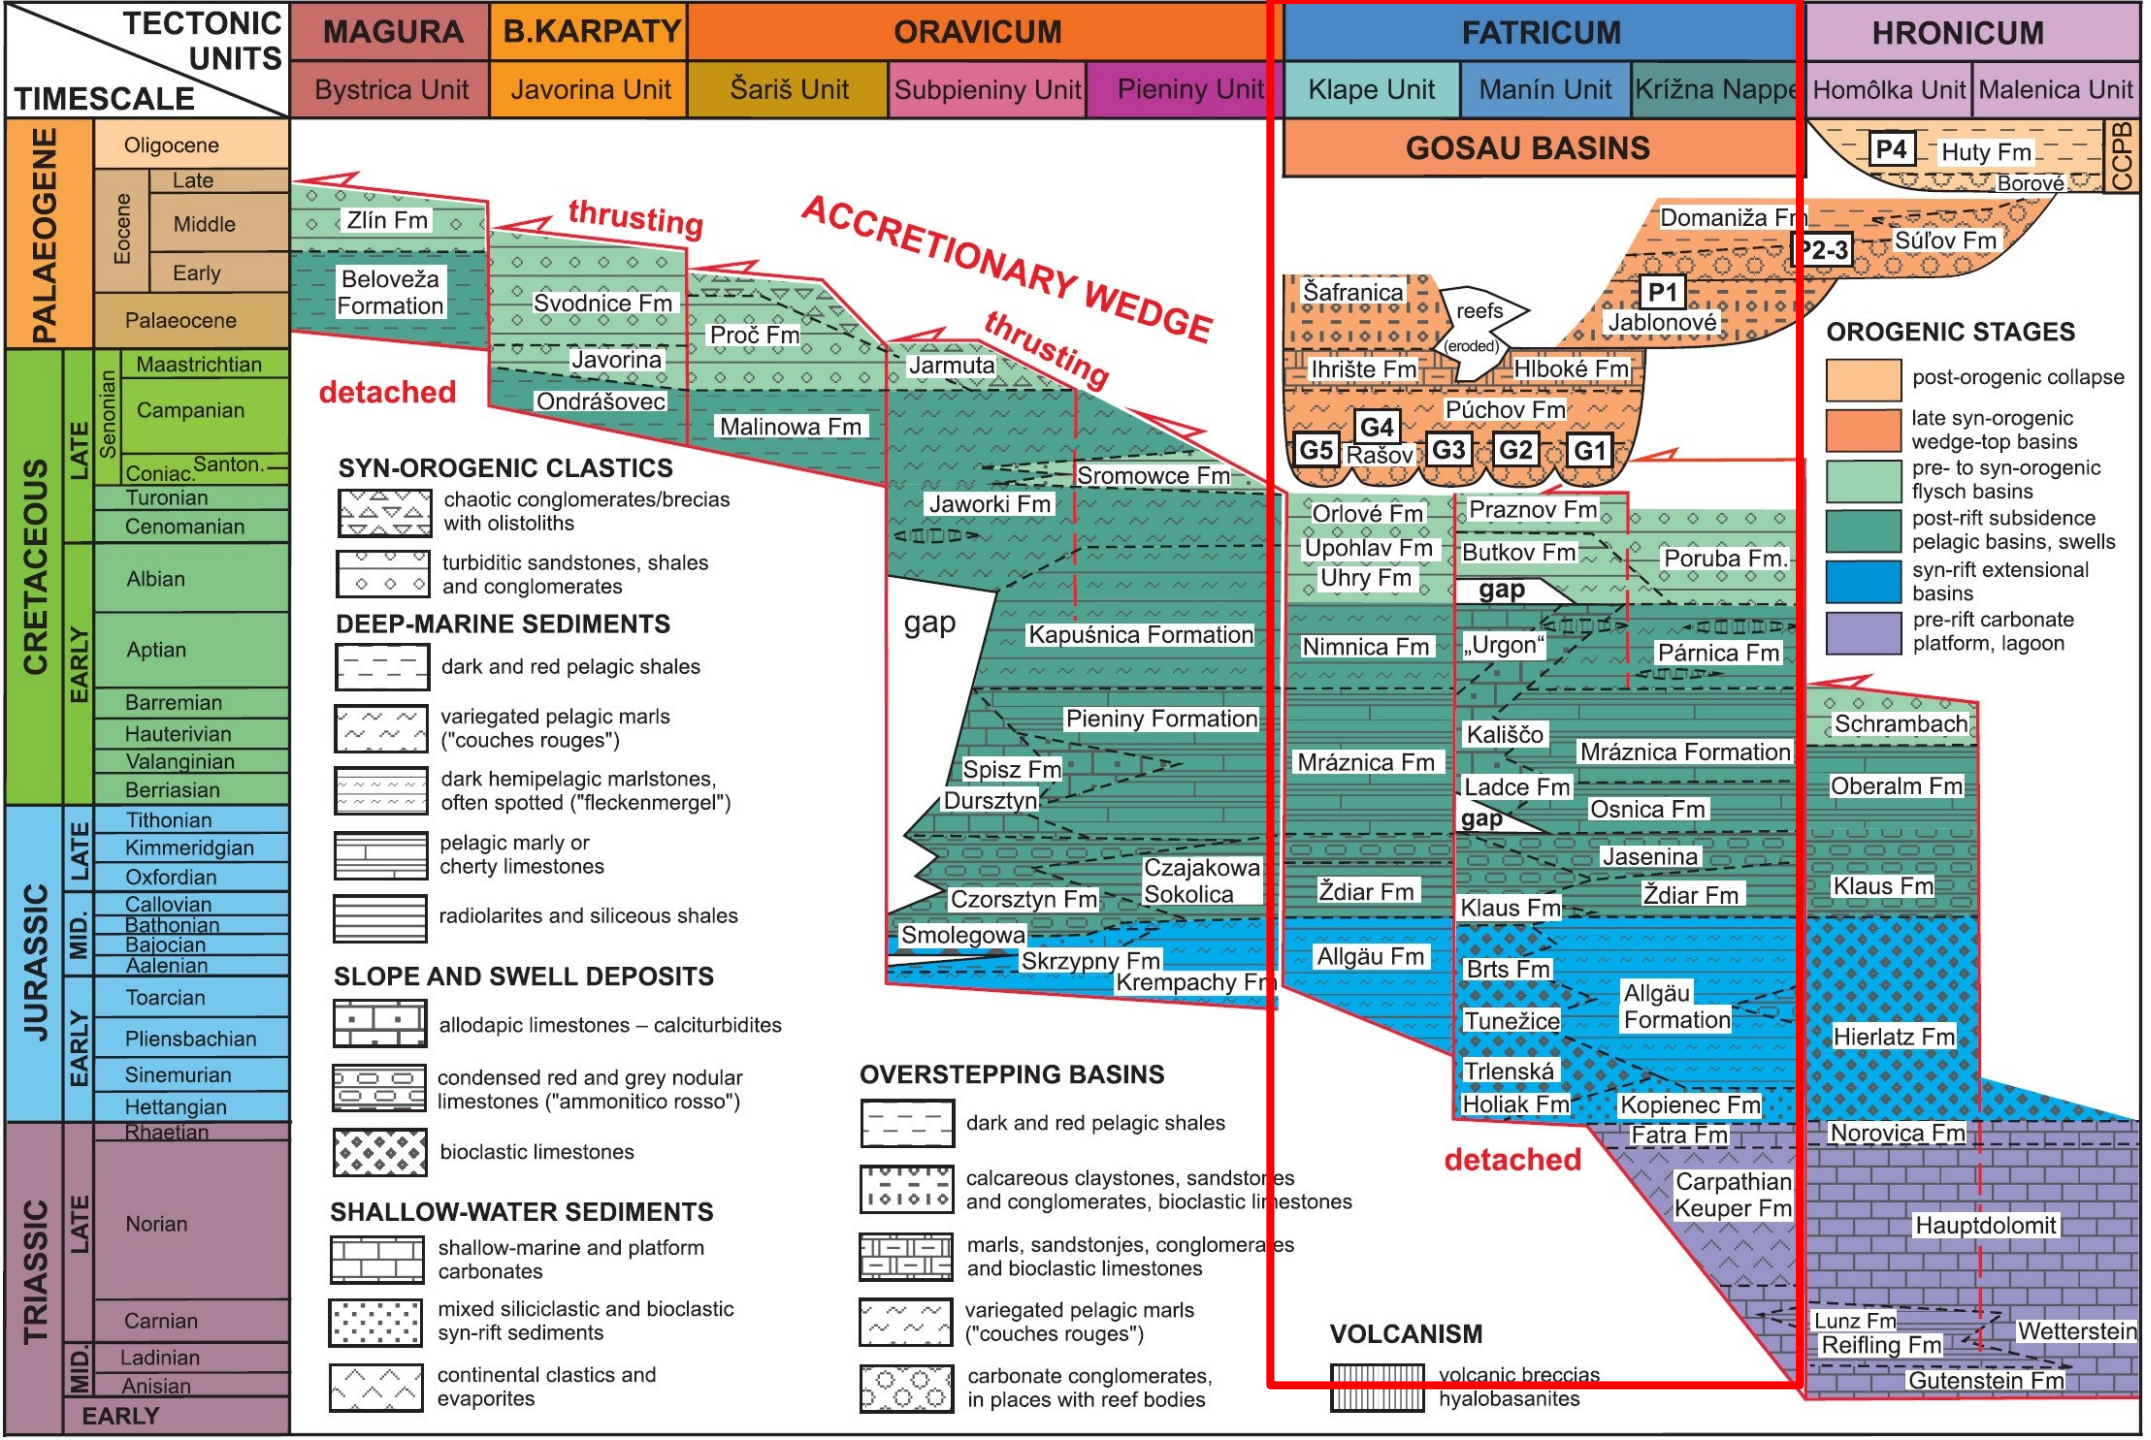 TECTONIC
UNITS
TIMESCALE
MAGURA
B.KARPATY
ORAVICUM
FATRICUM
HRONICUM
Bystrica Unit
Javorina Unit
Šariš Unit
Subpieniny Unit
Pieniny Unit
Klape Unit
Manín Unit
Krížna Nappe
Homôlka Unit
Malenica Unit
PALAEOGENE
Oligocene
Eocene
Late
Middle
Early
Palaeocene
CRETACEOUS
LATE
Senonian
Maastrichtian
Campanian
Santon.
Coniac.
Turonian
Cenomanian
EARLY
Albian
Aptian
Barremian
Hauterivian
Valanginian
Berriasian
JURASSIC
LATE
Tithonian
Kimmeridgian
Oxfordian
MID.
Callovian
Bathonian
Bajocian
Aalenian
EARLY
Toarcian
Pliensbachian
Sinemurian
Hettangian
TRIASSIC
LATE
Rhaetian
Norian
Carnian
MID.
Ladinian
Anisian
EARLY
Zlín Fm
Beloveža
Formation
thrusting
Svodnice Fm
Javorina
Ondrášovec
detached
Proč Fm
Malinowa Fm
ACCRETIONARY WEDGE
thrusting
Jarmuta
Sromowce Fm
Jaworki Fm
gap
Kapuśnica Formation
Pieniny Formation
Spisz Fm
Dursztyn
Czajakowa
Sokolica
Czorsztyn Fm
Smolegowa
Skrzypny Fm
Krempachy Fm
GOSAU BASINS
Šafranica
reefs
(eroded)
Ihrište Fm
Hlboké Fm
Púchov Fm
G5
G4
Rašov
G3
G2
G1
Domaniža Fm
P2-3
Súľov Fm
P1
Jablonové
P4
Huty Fm
Borové
CCPB
Orlové Fm
Upohlav Fm
Uhry Fm
Nimnica Fm
Mráznica Fm
Ždiar Fm
Allgäu Fm
Praznov Fm
Butkov Fm
gap
„Urgon“
Kališčo
Ladce Fm
gap
Klaus Fm
Brts Fm
Tunežice
Trlenská
Holiak Fm
Poruba Fm.
Párnica Fm
Mráznica Formation
Osnica Fm
Jasenina
Ždiar Fm
Allgäu
Formation
Kopienec Fm
Fatra Fm
detached
Carpathian
Keuper Fm
Schrambach
Oberalm Fm
Klaus Fm
Hierlatz Fm
Norovica Fm
Hauptdolomit
Lunz Fm
Reifling Fm
Wetterstein
Gutenstein Fm
OROGENIC STAGES
post-orogenic collapse
late syn-orogenic
wedge-top basins
pre- to syn-orogenic
flysch basins
post-rift subsidence
pelagic basins, swells
syn-rift extensional
basins
pre-rift carbonate
platform, lagoon
SYN-OROGENIC CLASTICS
chaotic conglomerates/brecias
with olistoliths
turbiditic sandstones, shales
and conglomerates
DEEP-MARINE SEDIMENTS
dark and red pelagic shales
variegated pelagic marls
("couches rouges")
dark hemipelagic marlstones,
often spotted ("fleckenmergel")
pelagic marly or
cherty limestones
radiolarites and siliceous shales
SLOPE AND SWELL DEPOSITS
allodapic limestones – calciturbidites
condensed red and grey nodular
limestones ("ammonitico rosso")
bioclastic limestones
SHALLOW-WATER SEDIMENTS
shallow-marine and platform
carbonates
mixed siliciclastic and bioclastic
syn-rift sediments
continental clastics and
evaporites
OVERSTEPPING BASINS
dark and red pelagic shales
calcareous claystones, sandstones
and conglomerates, bioclastic limestones
marls, sandstonjes, conglomerates
and bioclastic limestones
variegated pelagic marls
("couches rouges")
carbonate conglomerates,
in places with reef bodies
VOLCANISM
volcanic breccias
hyalobasanites